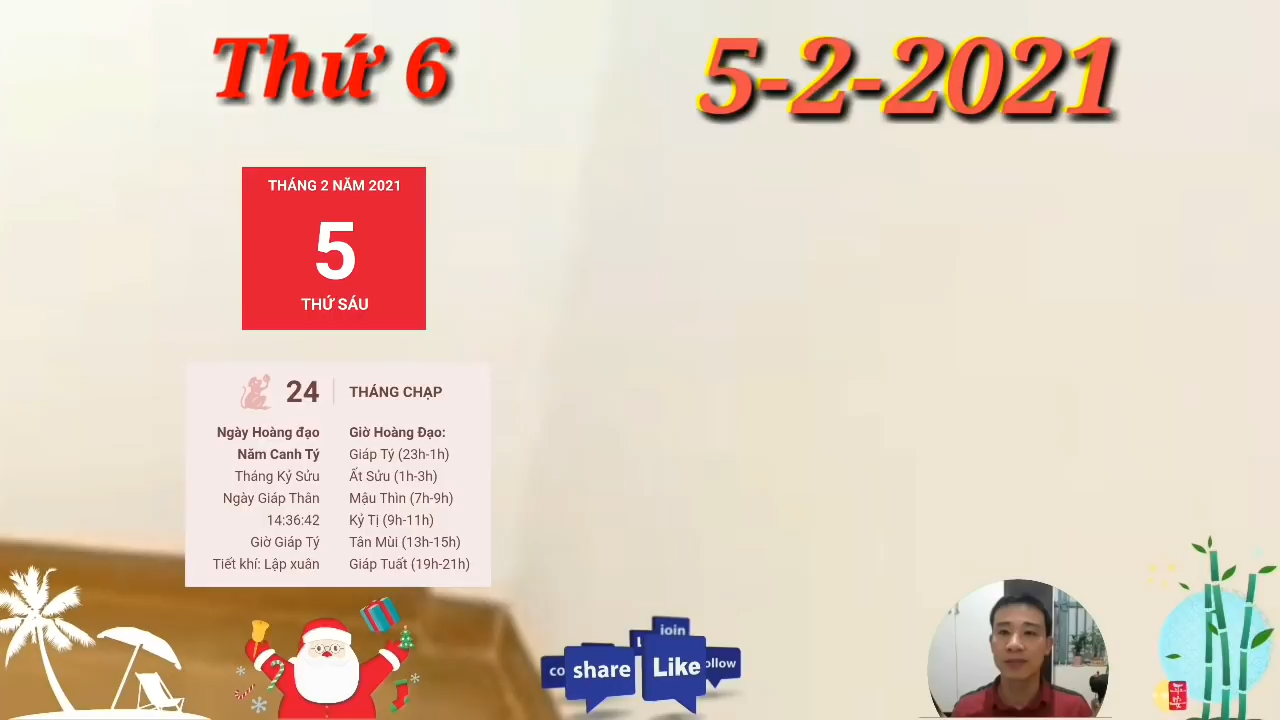 Thứ 6
5-2-2021
THÁNG 2 NĂM 2021
5
THỨ SÁU
24
THÁNG CHẠP
Ngày Hoàng đạo
Năm Canh Tý
Tháng Kỷ Sửu
Ngày Giáp Thân
14:36:42
Giờ Giáp Tý
Tiết khí: Lập xuân
Giờ Hoàng Đạo:
Giáp Tý (23h-1h)
Ất Sửu (1h-3h)
Mậu Thìn (7h-9h)
Kỷ Tị (9h-11h)
Tân Mùi (13h-15h)
Giáp Tuất (19h-21h)
join
share
Like
ollow
co